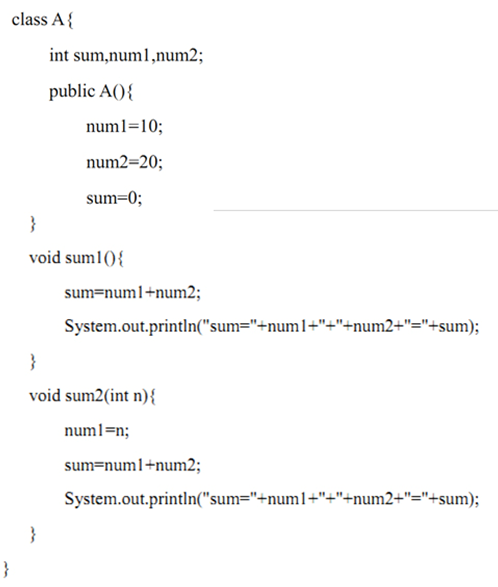 class A{
int sum,num1,num2;
public A(){
num1=10;
num2=20;
sum=0;
}
void sum1(){
sum=num1+num2;
System.out.println("sum="+num1+"+"+num2+"="+sum);
}
void sum2(int n){
num1=n;
sum=num1+num2;
System.out.println("sum="+num1+"+"+num2+"="+sum);
}
}